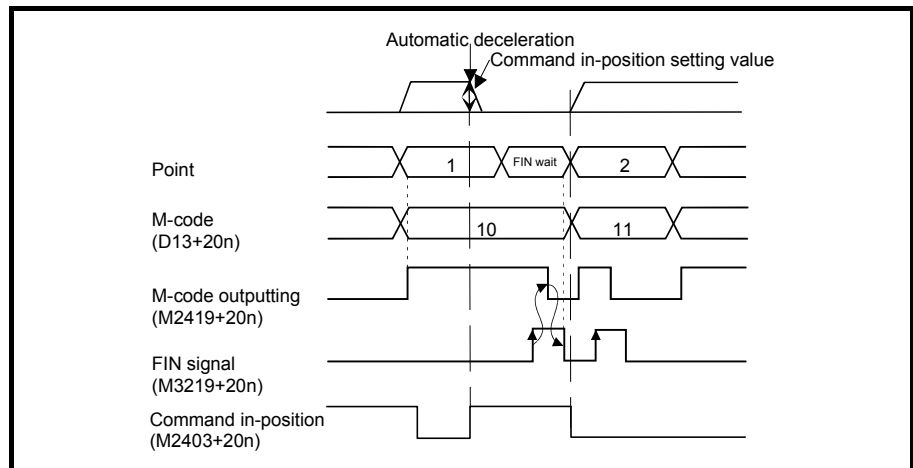 Automatic deceleration
Command in-position setting value
Point
1
FIN wait
2
M-code
(D13+20n)
10
11
M-code outputting
(M2419+20n)
FIN signal
(M3219+20n)
Command in-position
(M2403+20n)